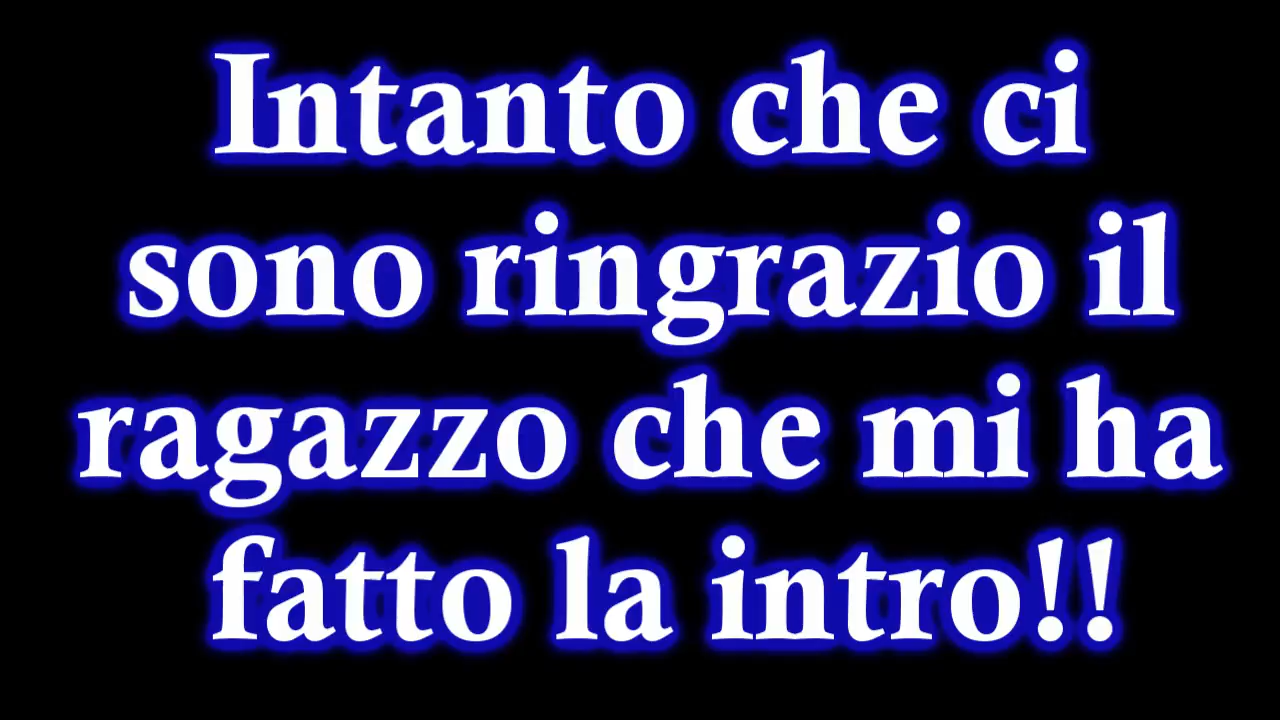 Intanto che ci
sono ringrazio il
ragazzo che mi ha
fatto la intro!!